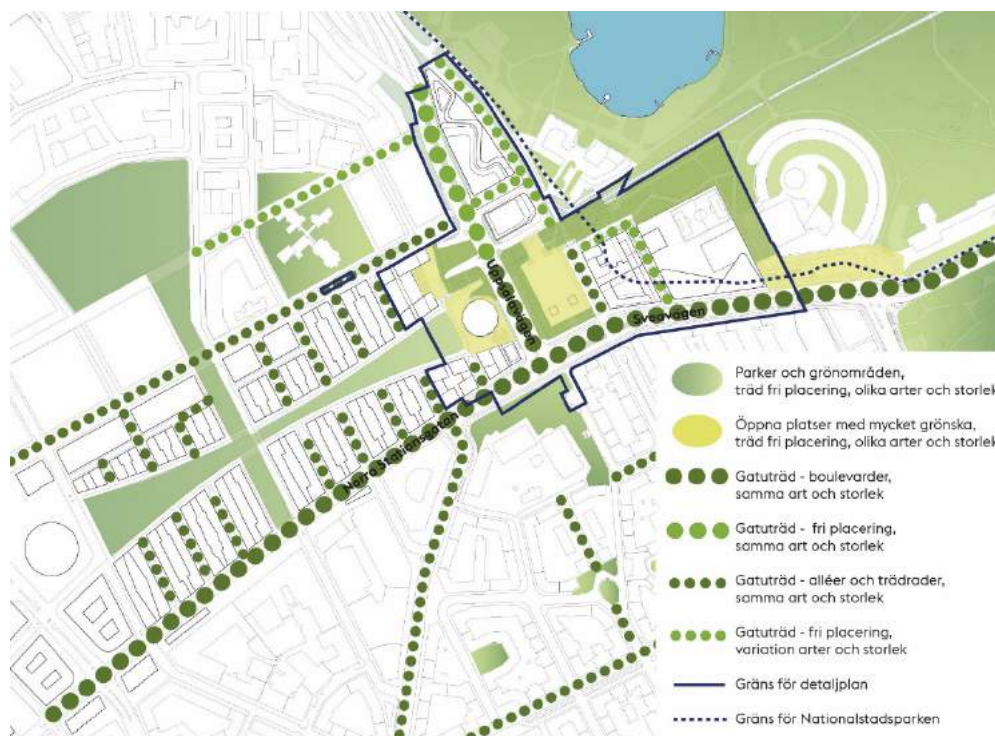 Uppsalavägen
Sveavägen
Norra Stationsgatan
Parker och grönområden,
träd fri placering, olika arter och storlek
Öppna platser med mycket grönska,
träd fri placering, olika arter och storlek
Gatuträd - boulevarder,
samma art och storlek
Gatuträd - fri placering,
samma art och storlek
Gatuträd - alléer och trädrader,
samma art och storlek
Gatuträd - fri placering,
variation arter och storlek
Gräns för detaljplan
Gräns för Nationalstadsparken